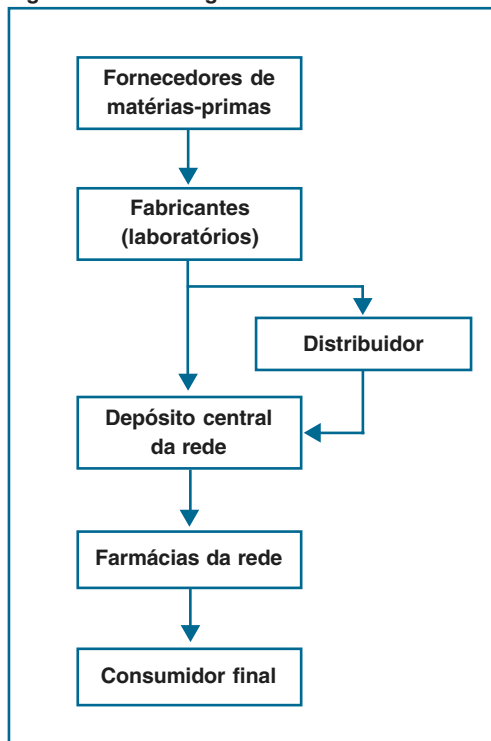 Fornecedores de
matérias-primas
Fabricantes
(laboratórios)
Distribuidor
Depósito central
da rede
Farmácias da rede
Consumidor final